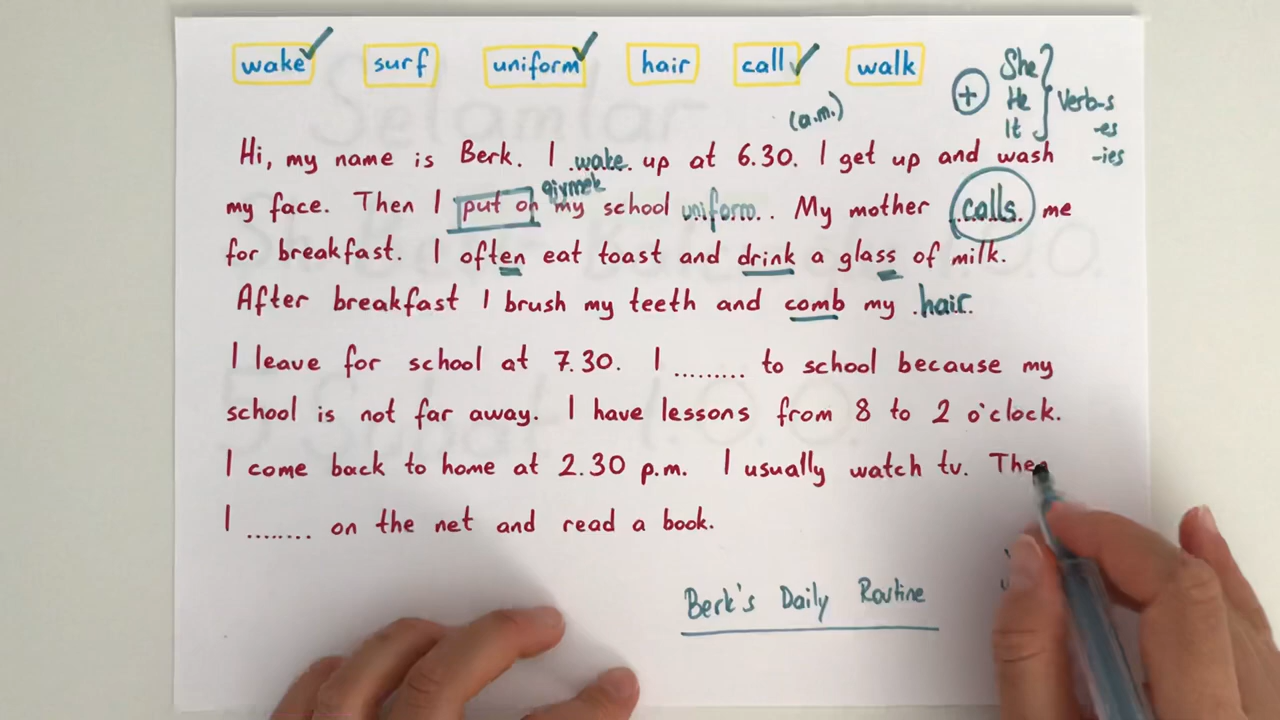 wake surf uniform hair call walk
She
+ He Verb-s
It -es
-ies
(a.m.)
Hi, my name is Berk. I .wake. up at 6.30. I get up and wash
giymek
my face. Then I put on my school uniform.. My mother .calls. me
for breakfast. I often eat toast and drink a glass of milk.
After breakfast I brush my teeth and comb my .hair.
I leave for school at 7.30. I ......... to school because my
school is not far away. I have lessons from 8 to 2 o'clock.
I come back to home at 2.30 p.m. I usually watch tv. Then
I ........ on the net and read a book.
Berk's Daily Routine